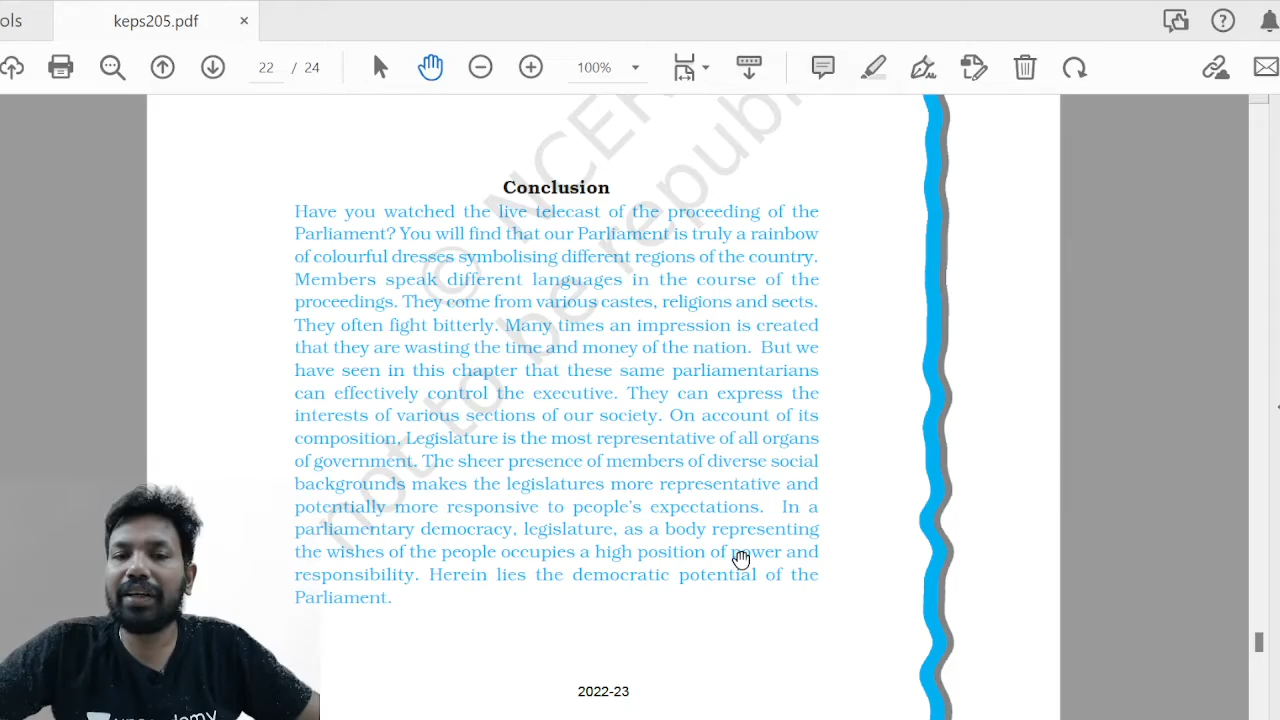 ols
keps205.pdf
22 / 24
100%
Conclusion
Have you watched the live telecast of the proceeding of the
Parliament? You will find that our Parliament is truly a rainbow
of colourful dresses symbolising different regions of the country.
Members speak different languages in the course of the
proceedings. They come from various castes, religions and sects.
They often fight bitterly. Many times an impression is created
that they are wasting the time and money of the nation. But we
have seen in this chapter that these same parliamentarians
can effectively control the executive. They can express the
interests of various sections of our society. On account of its
composition, Legislature is the most representative of all organs
of government. The sheer presence of members of diverse social
backgrounds makes the legislatures more representative and
potentially more responsive to people's expectations. In a
parliamentary democracy, legislature, as a body representing
the wishes of the people occupies a high position of power and
responsibility. Herein lies the democratic potential of the
Parliament.
2022-23
© NCER
not to be republi